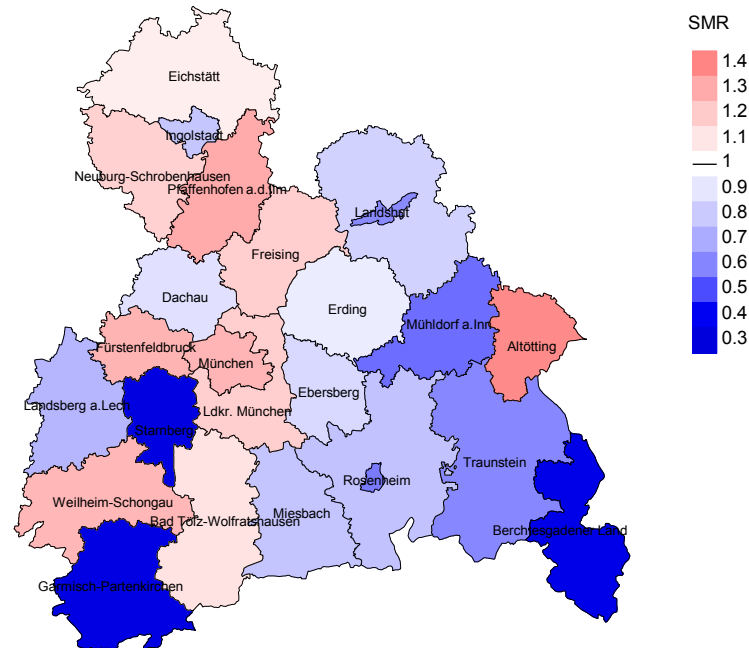 SMR
1.4
1.3
1.2
1.1
1
0.9
0.8
0.7
0.6
0.5
0.4
0.3
Eichstätt
Ingolstadt
Neuburg-Schrobenhausen
Pfaffenhofen a.d.Ilm
Landshut
Freising
Dachau
Erding
Mühldorf a.Inn
Fürstenfeldbruck
München
Altötting
Ebersberg
Landsberg a.Lech
Ldkr. München
Starnberg
Traunstein
Rosenheim
Weilheim-Schongau
Miesbach
Bad Tölz-Wolfratshausen
Berchtesgadener Land
Garmisch-Partenkirchen